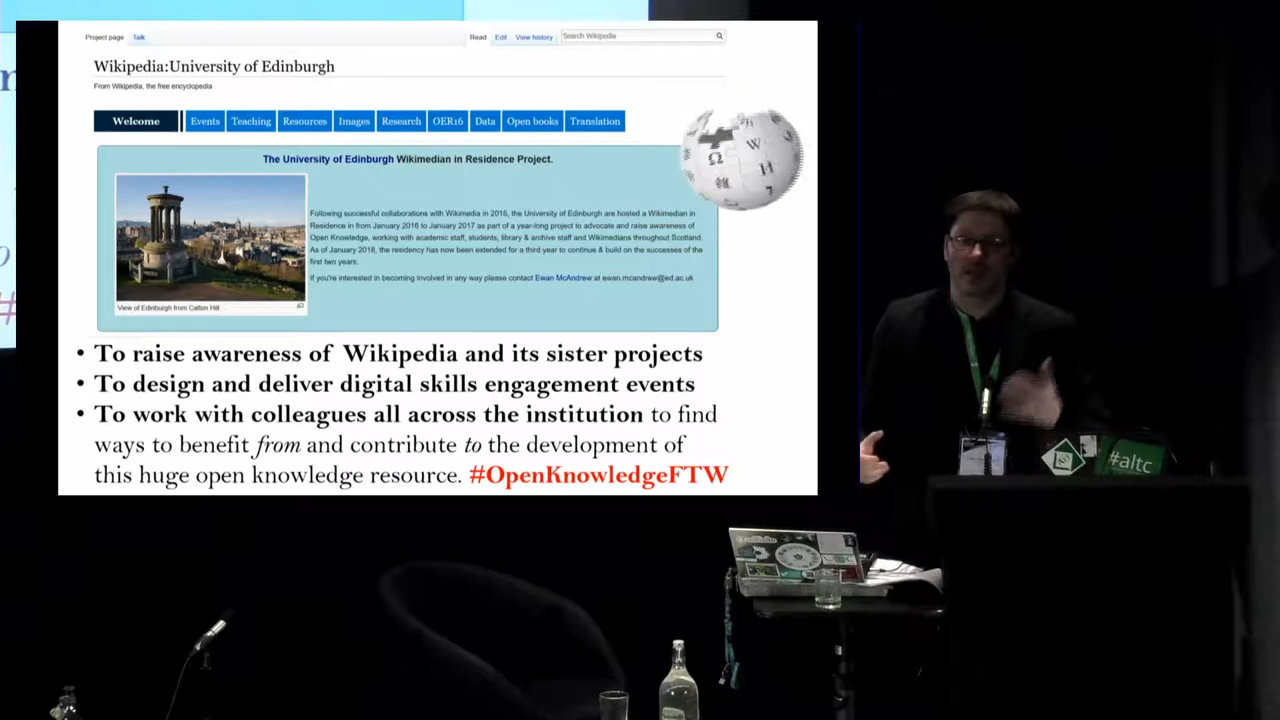 Project page Talk Read Edit View history Search Wikipedia
Wikipedia:University of Edinburgh
From Wikipedia, the free encyclopedia
Welcome Events Teaching Resources Images Research OER16 Data Open books Translation
The University of Edinburgh Wikimedian in Residence Project.
Following successful collaborations with Wikimedia in 2015, the University of Edinburgh are hosted a Wikimedian in
Residence in from January 2016 to January 2017 as part of a year-long project to advocate and raise awareness of
Open Knowledge, working with academic staff, students, library & archive staff and Wikimedians throughout Scotland.
As of January 2018, the residency has now been extended for a third year to continue & build on the successes of the
first two years.
If you're interested in becoming involved in any way please contact Ewan McAndrew at ewan.mcandrew@ed.ac.uk
View of Edinburgh from Calton Hill
• To raise awareness of Wikipedia and its sister projects
• To design and deliver digital skills engagement events
• To work with colleagues all across the institution to find
ways to benefit from and contribute to the development of
this huge open knowledge resource. #OpenKnowledgeFTW
#altc